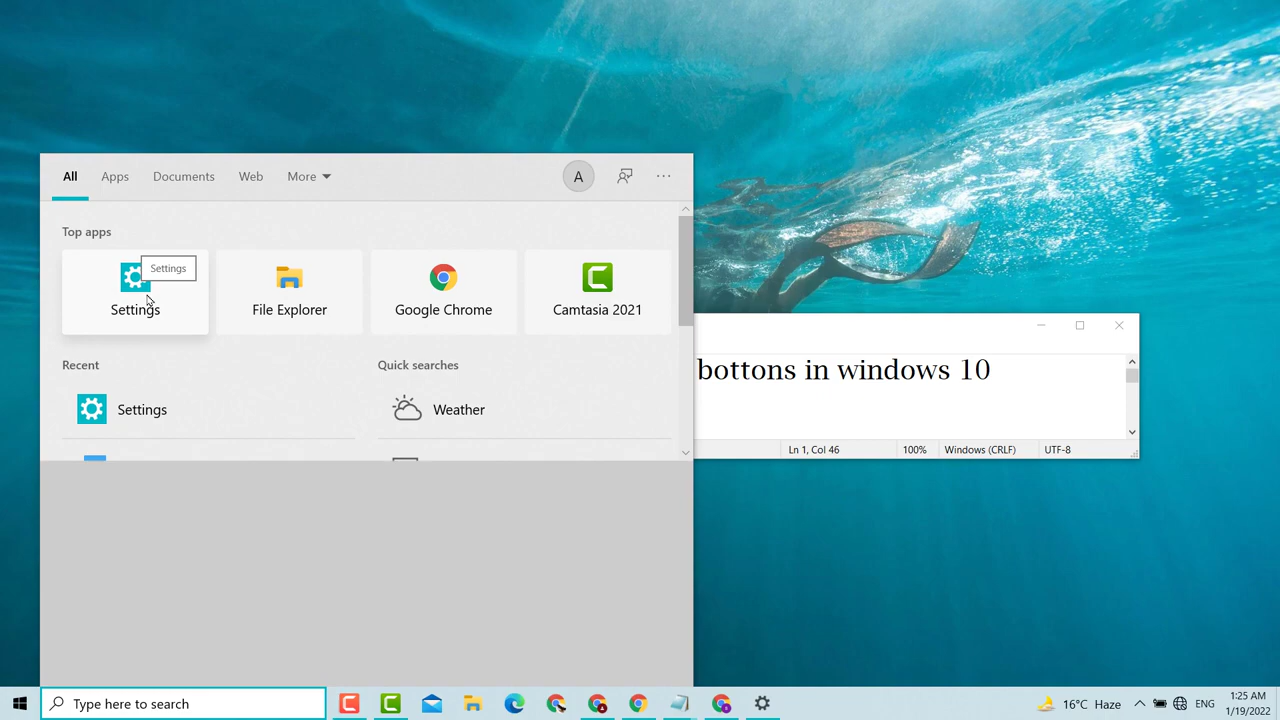 All Apps Documents Web More A
Top apps
Settings
Settings File Explorer Google Chrome Camtasia 2021
Recent Quick searches
Settings Weather
bottons in windows 10
Ln 1, Col 46 100% Windows (CRLF) UTF-8
Type here to search
16°C Haze ENG
1:25 AM
1/19/2022